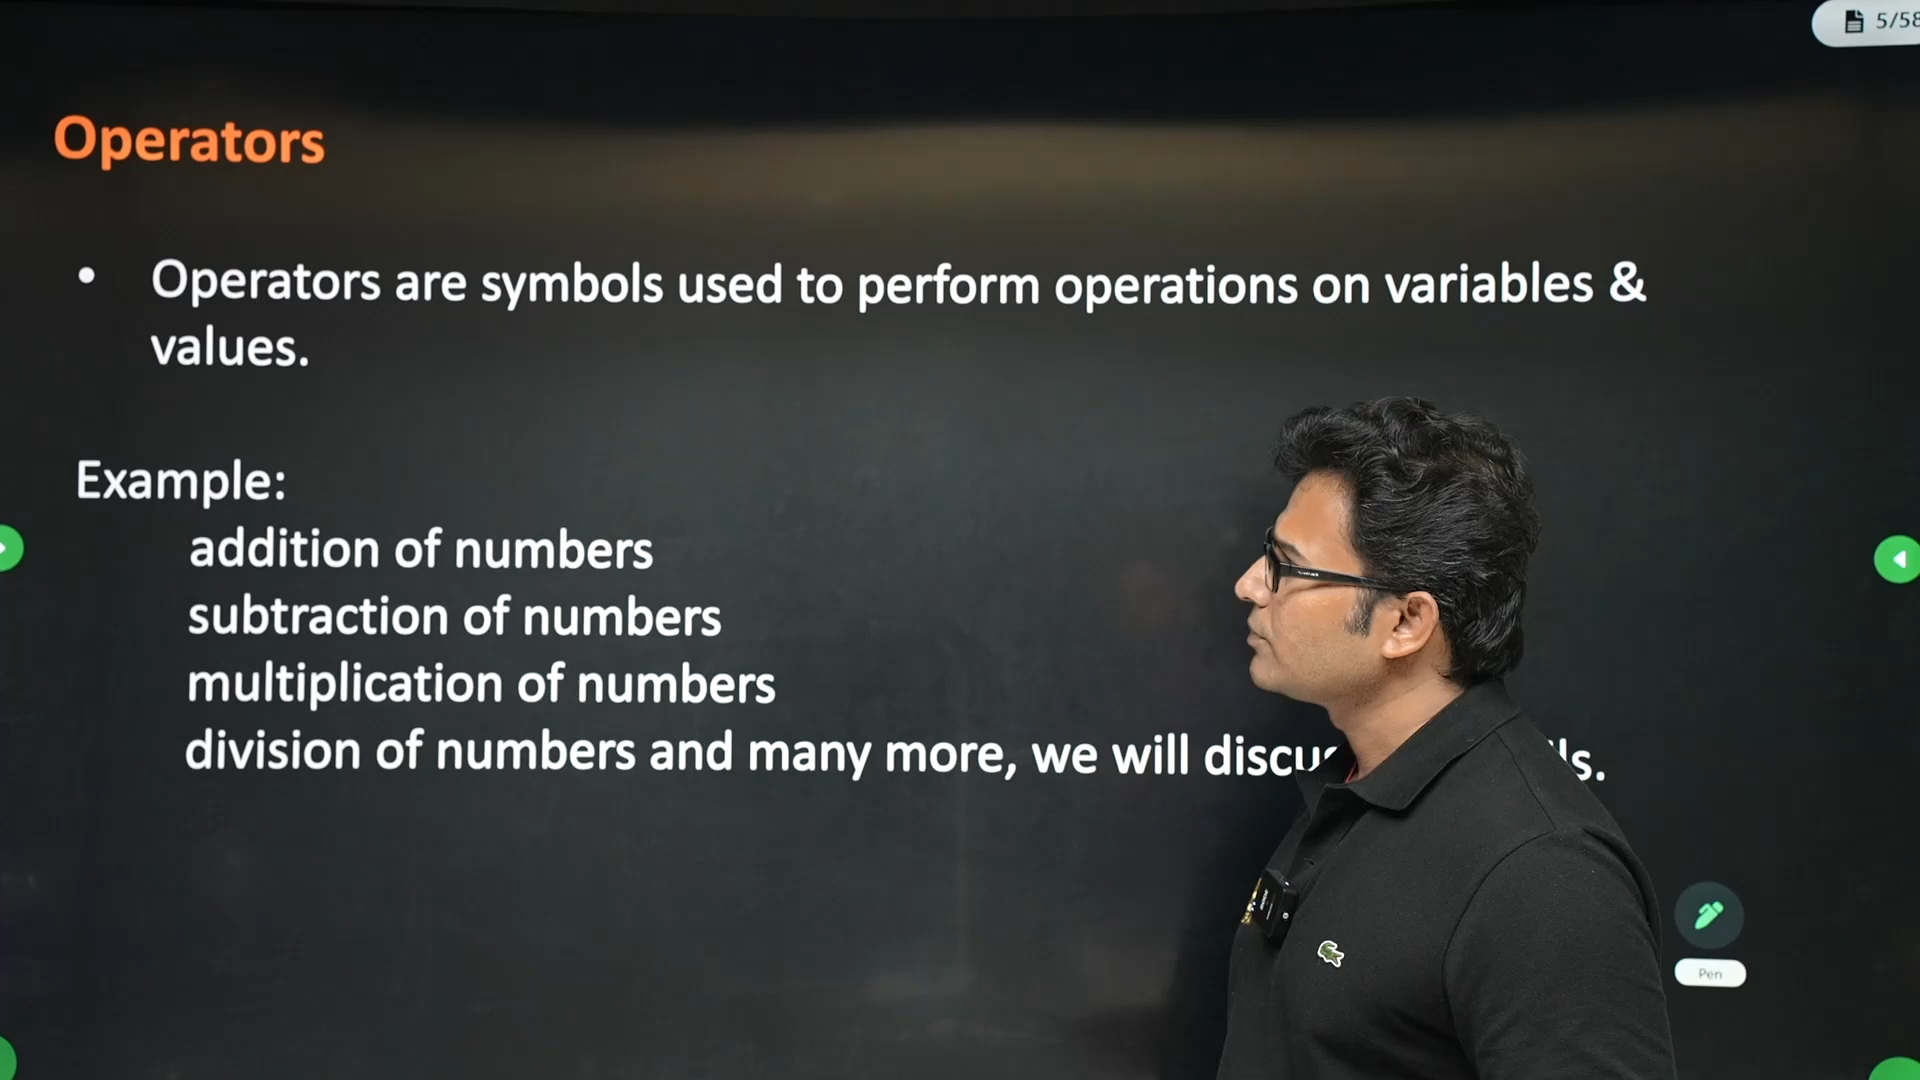 5/58
Operators
• Operators are symbols used to perform operations on variables &
values.
Example:
addition of numbers
subtraction of numbers
multiplication of numbers
division of numbers and many more, we will
Pen